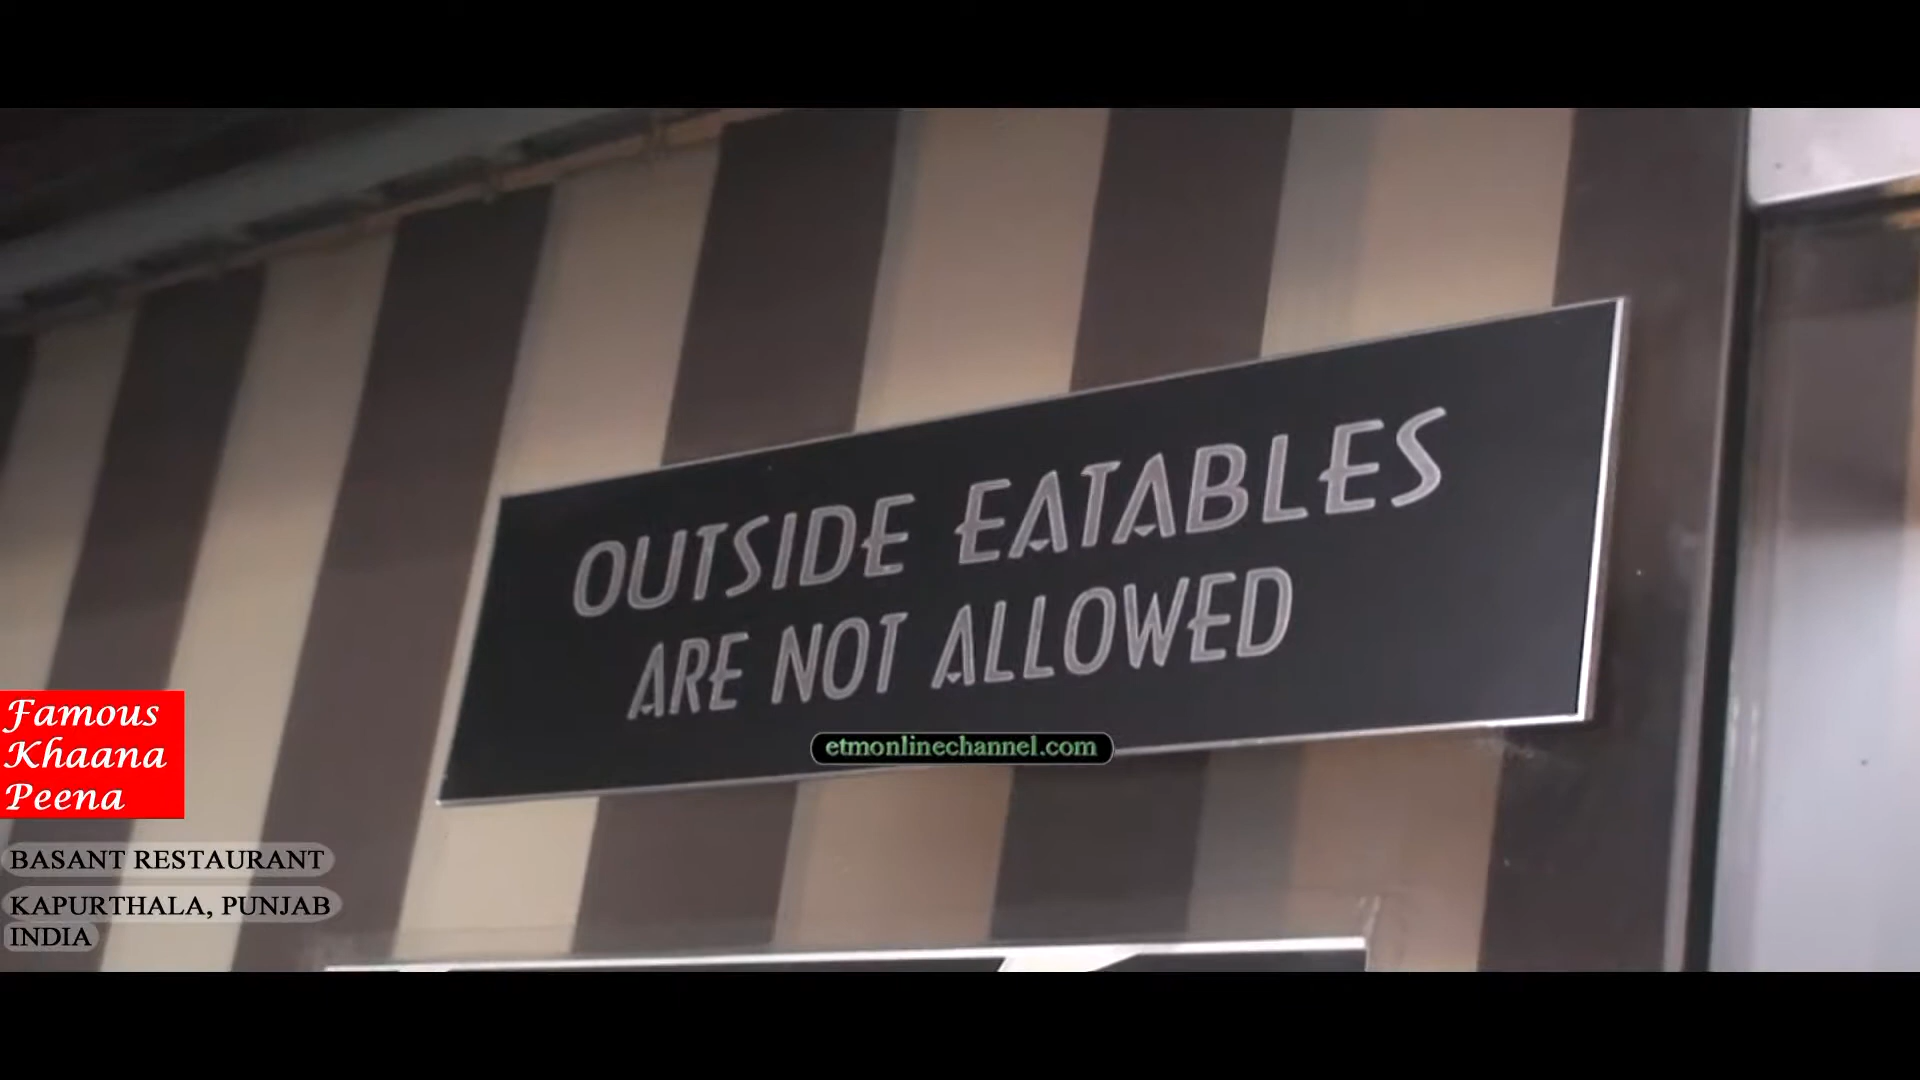 OUTSIDE EATABLES
ARE NOT ALLOWED
etmonlinechannel.com
Famous
Khaana
Peena
BASANT RESTAURANT
KAPURTHALA, PUNJAB
INDIA